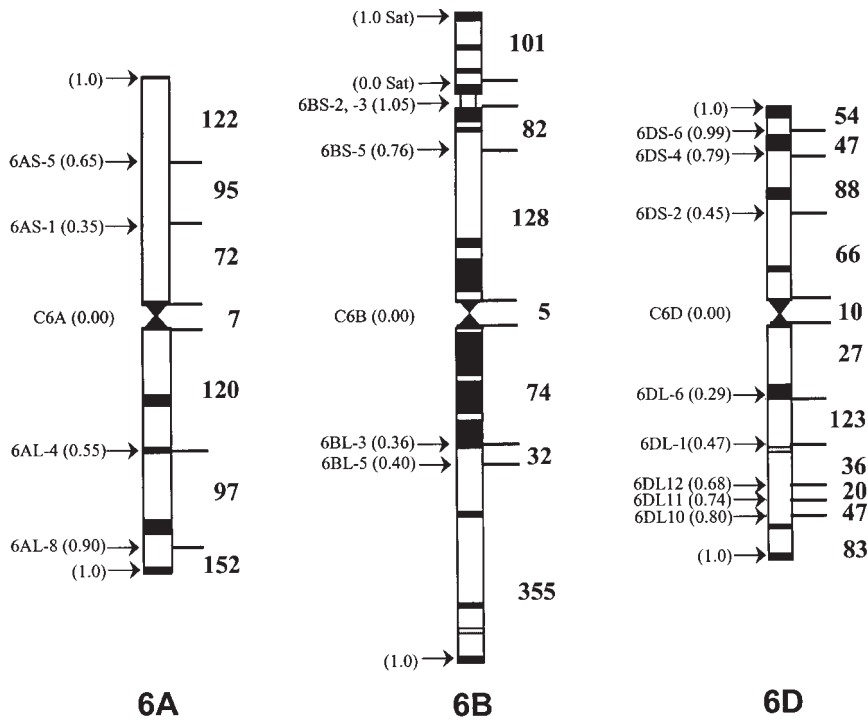 (1.0)
122
6AS-5 (0.65)
95
6AS-1 (0.35)
72
C6A (0.00)
7
120
6AL-4 (0.55)
97
6AL-8 (0.90)
152
(1.0)
6A
(1.0 Sat)
101
(0.0 Sat)
6BS-2, -3 (1.05)
82
6BS-5 (0.76)
128
C6B (0.00)
5
74
6BL-3 (0.36)
32
6BL-5 (0.40)
355
(1.0)
6B
(1.0)
54
6DS-6 (0.99)
47
6DS-4 (0.79)
88
6DS-2 (0.45)
66
C6D (0.00)
10
27
6DL-6 (0.29)
123
6DL-1(0.47)
36
6DL12 (0.68)
20
6DL11 (0.74)
47
6DL10 (0.80)
83
(1.0)
6D